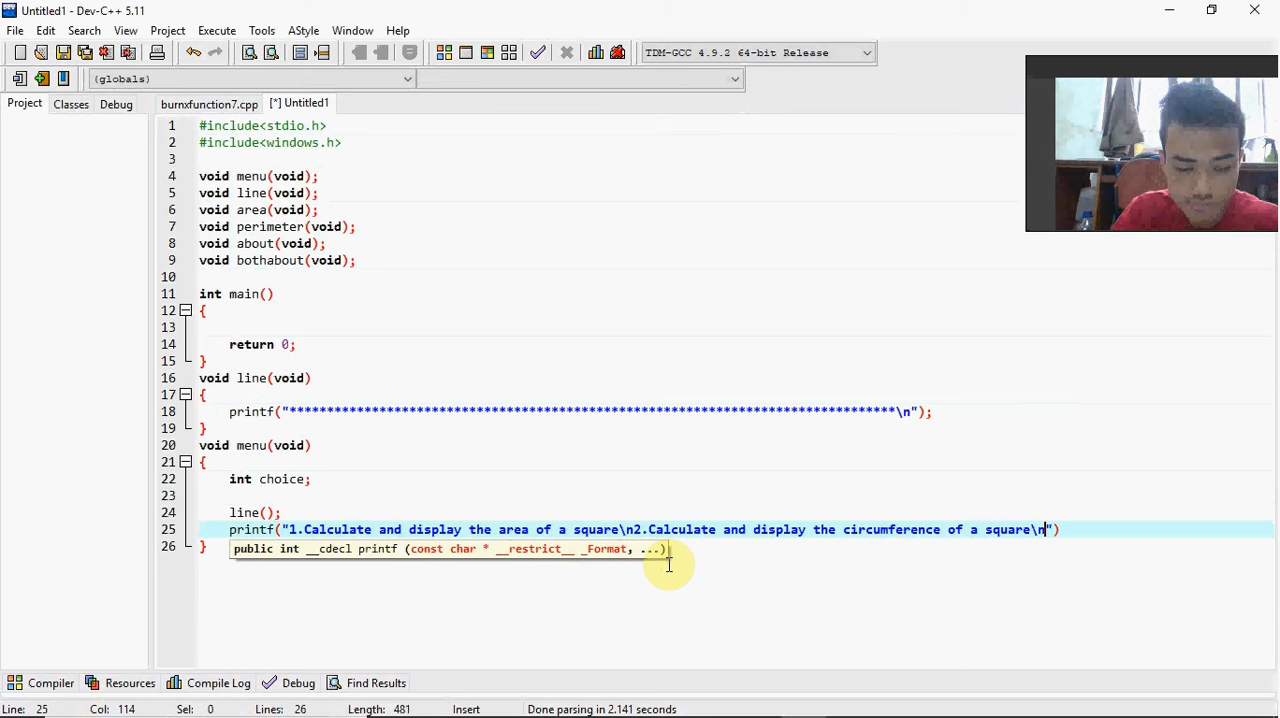 Untitled1 - Dev-C++ 5.11
File Edit Search View Project Execute Tools AStyle Window Help
TDM-GCC 4.9.2 64-bit Release
(globals)
Project Classes Debug burnxfunction7.cpp [*] Untitled1
1 #include<stdio.h>
2 #include<windows.h>
3
4 void menu(void);
5 void line(void);
6 void area(void);
7 void perimeter(void);
8 void about(void);
9 void bothabout(void);
10
11 int main()
12 {
13
14 return 0;
15 }
16 void line(void)
17 {
18 printf("*********************************************************************************\n");
19 }
20 void menu(void)
21 {
22 int choice;
23
24 line();
25 printf("1.Calculate and display the area of a square\n2.Calculate and display the circumference of a square\n")
26 }
public int __cdecl printf (const char * __restrict__ _Format, ...)
Compiler Resources Compile Log Debug Find Results
Line: 25 Col: 114 Sel: 0 Lines: 26 Length: 481 Insert Done parsing in 2.141 seconds